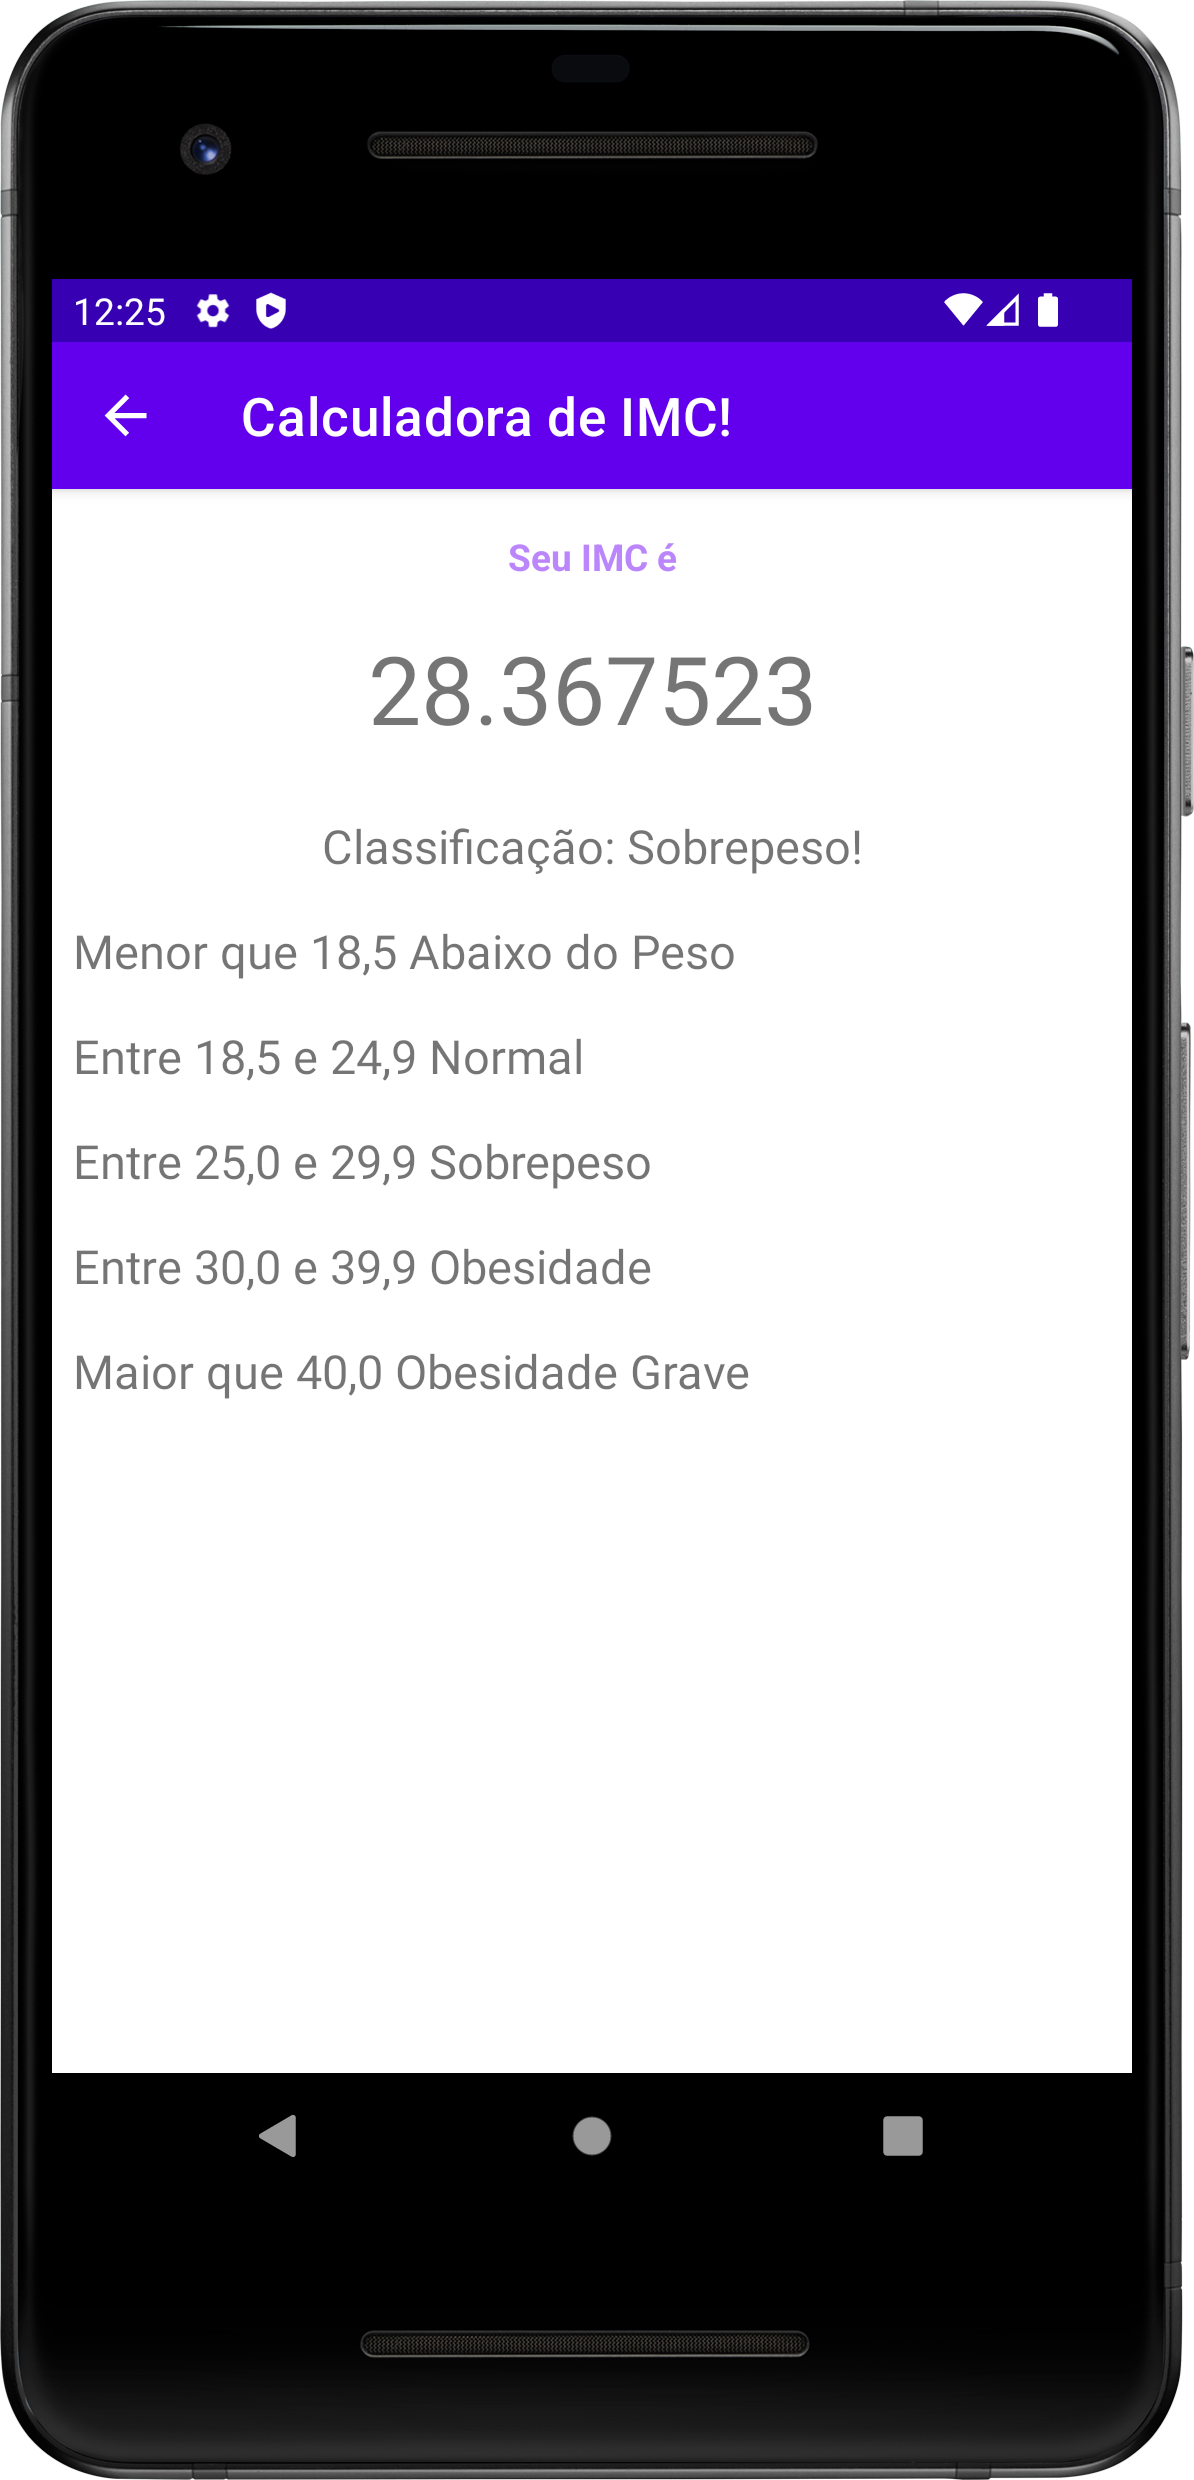 12:25
Calculadora de IMC!
Seu IMC é
28.367523
Classificação: Sobrepeso!
Menor que 18,5 Abaixo do Peso
Entre 18,5 e 24,9 Normal
Entre 25,0 e 29,9 Sobrepeso
Entre 30,0 e 39,9 Obesidade
Maior que 40,0 Obesidade Grave